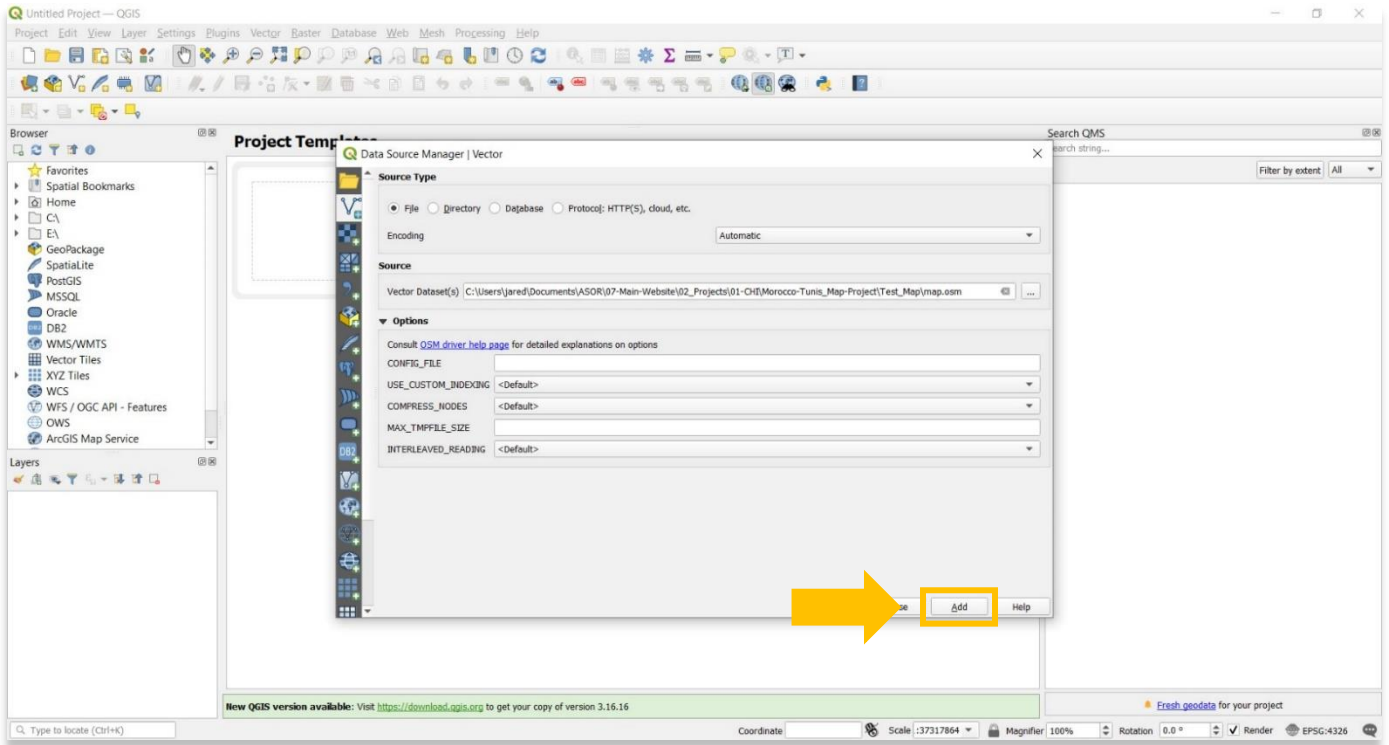 Untitled Project — QGIS
Project Edit View Layer Settings Plugins Vector Raster Database Web Mesh Processing Help
Browser
Project
Search QMS
Data Source Manager | Vector
search string...
Favorites
Source Type
Filter by extent All
Spatial Bookmarks
Home
File Directory Database Protocol: HTTP(S), cloud, etc.
C:\
E:\
Encoding Automatic
GeoPackage
SpatiaLite
Source
PostGIS
Vector Dataset(s) C:\Users\jared\Documents\ASOR\07-Main-Website\02_Projects\01-CHI\Morocco-Tunis_Map-Project\Test_Map\map.osm ...
MSSQL
Oracle
Options
DB2
WMS/WMTS
Consult OSM driver help page for detailed explanations on options
Vector Tiles
CONFIG_FILE
XYZ Tiles
USE_CUSTOM_INDEXING <Default>
WCS
COMPRESS_NODES <Default>
WFS / OGC API - Features
OWS
MAX_TMPFILE_SIZE
ArcGIS Map Service
INTERLEAVED_READING <Default>
DB2
Layers
Add Help
New QGIS version available: Visit https://download.qgis.org to get your copy of version 3.16.16
Fresh geodata for your project
Type to locate (Ctrl+K) Coordinate Scale :37317864 Magnifier 100% Rotation 0.0 ° Render EPSG:4326